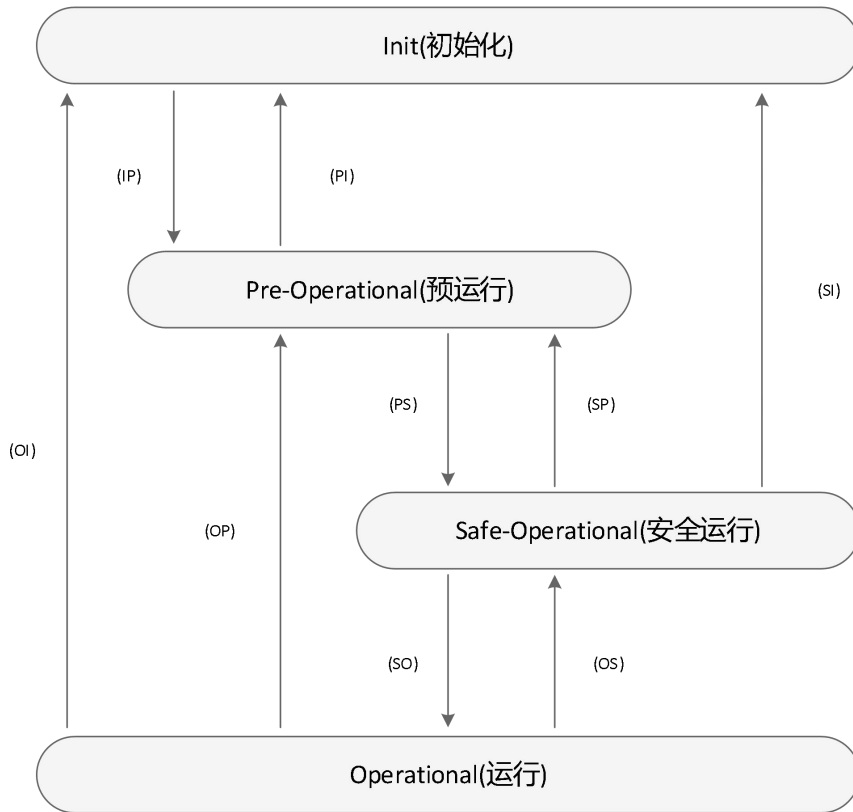 Init(初始化)
(IP)
(PI)
Pre-Operational(预运行)
(SI)
(PS)
(SP)
(OI)
(OP)
Safe-Operational(安全运行)
(SO)
(OS)
Operational(运行)